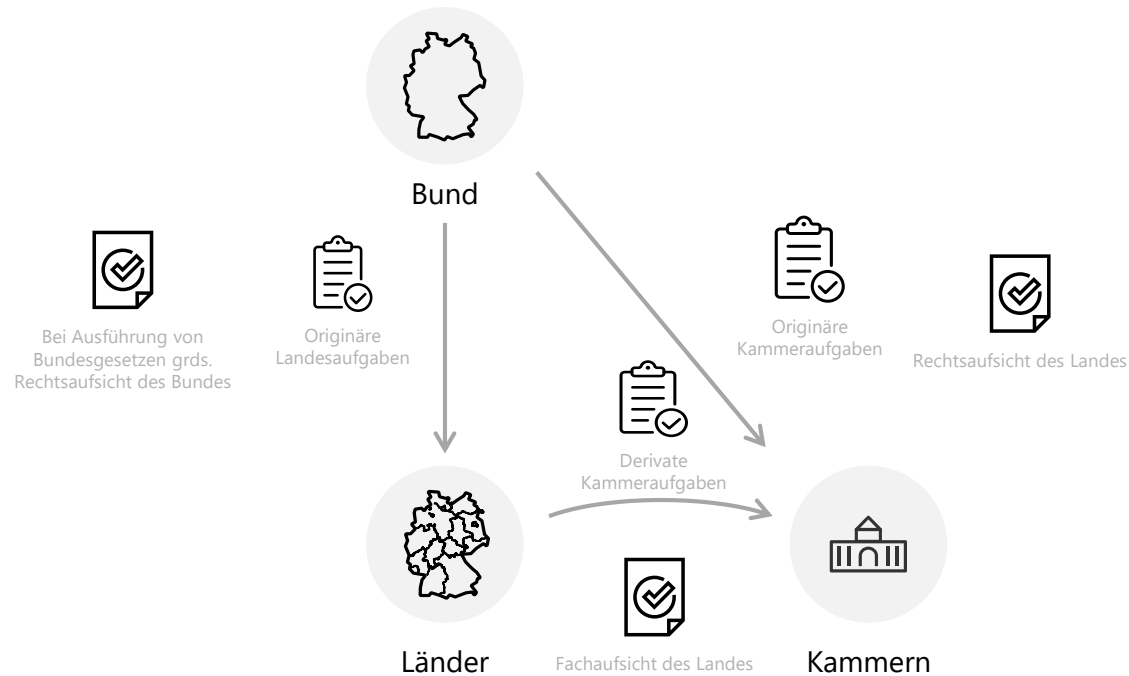 Bund
Bei Ausführung von
Bundesgesetzen grds.
Rechtsaufsicht des Bundes
Originäre
Landesaufgaben
Originäre
Kammeraufgaben
Rechtsaufsicht des Landes
Derivate
Kammeraufgaben
Länder
Fachaufsicht des Landes
Kammern